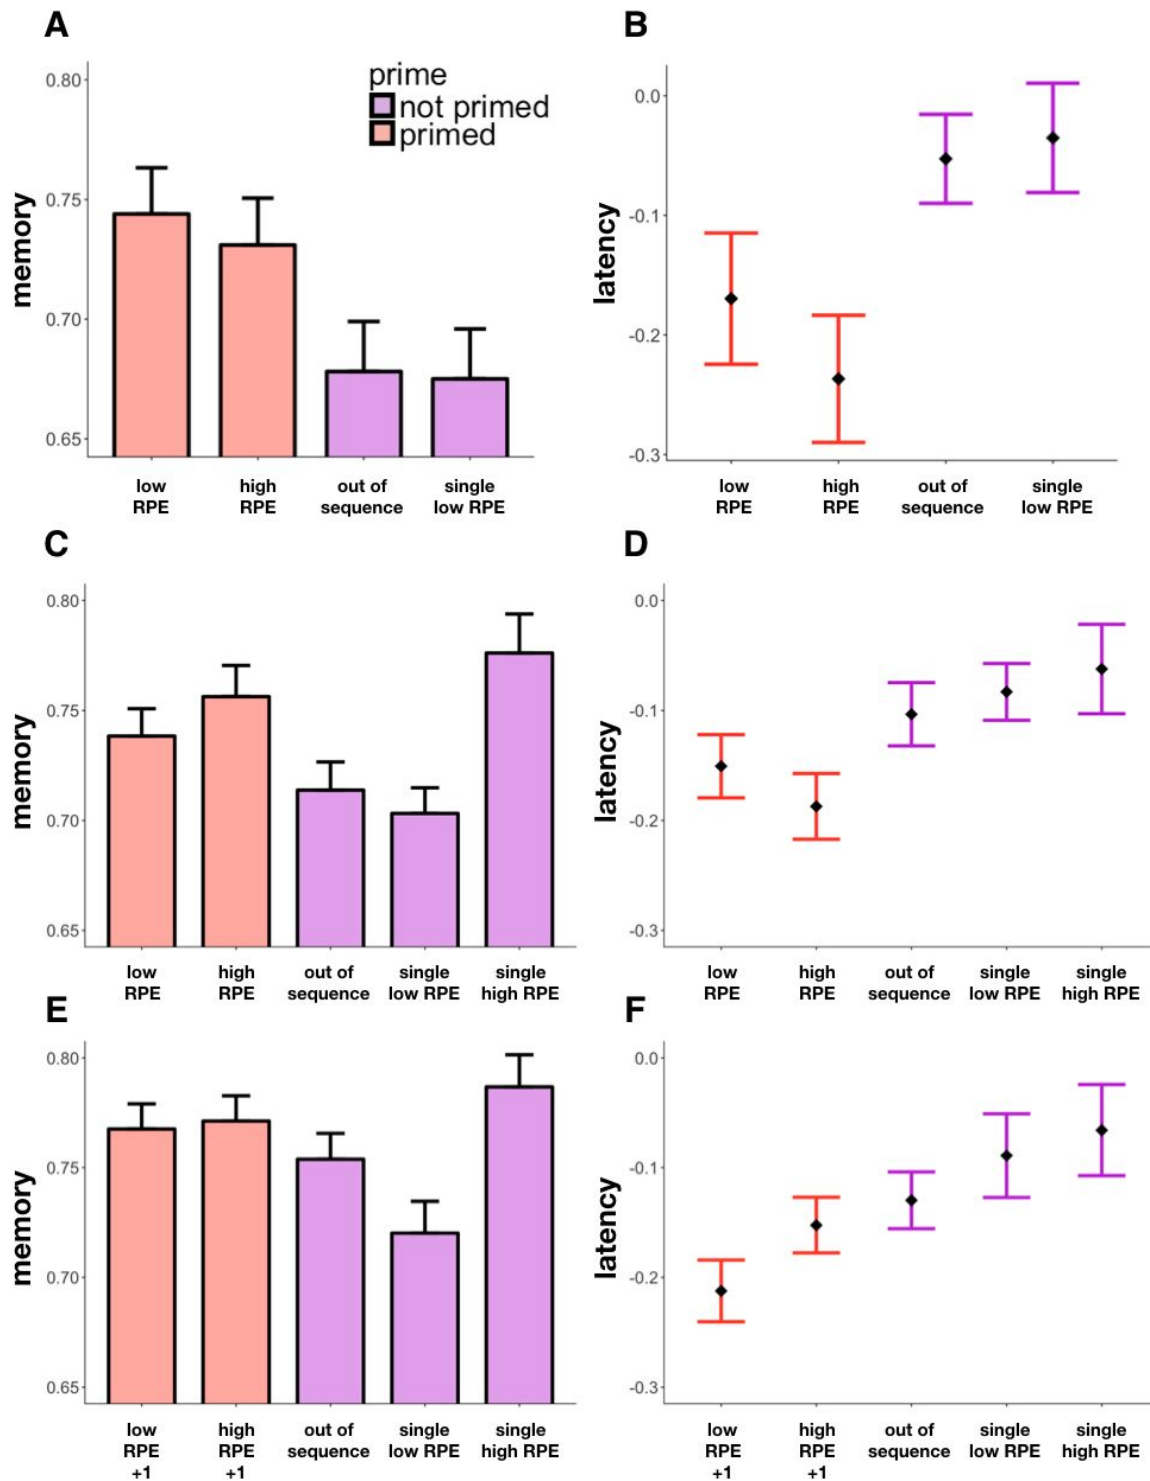 A
0.80
0.75
0.70
0.65
memory
prime
not primed
primed
low
RPE
high
RPE
out of
sequence
single
low RPE
B
0.0
-0.1
-0.2
-0.3
latency
low
RPE
high
RPE
out of
sequence
single
low RPE
C
0.80
0.75
0.70
0.65
memory
low
RPE
high
RPE
out of
sequence
single
low RPE
single
high RPE
D
0.0
-0.1
-0.2
-0.3
latency
low
RPE
high
RPE
out of
sequence
single
low RPE
single
high RPE
E
0.80
0.75
0.70
0.65
memory
low
RPE
+1
high
RPE
+1
out of
sequence
single
low RPE
single
high RPE
F
0.0
-0.1
-0.2
-0.3
latency
low
RPE
+1
high
RPE
+1
out of
sequence
single
low RPE
single
high RPE